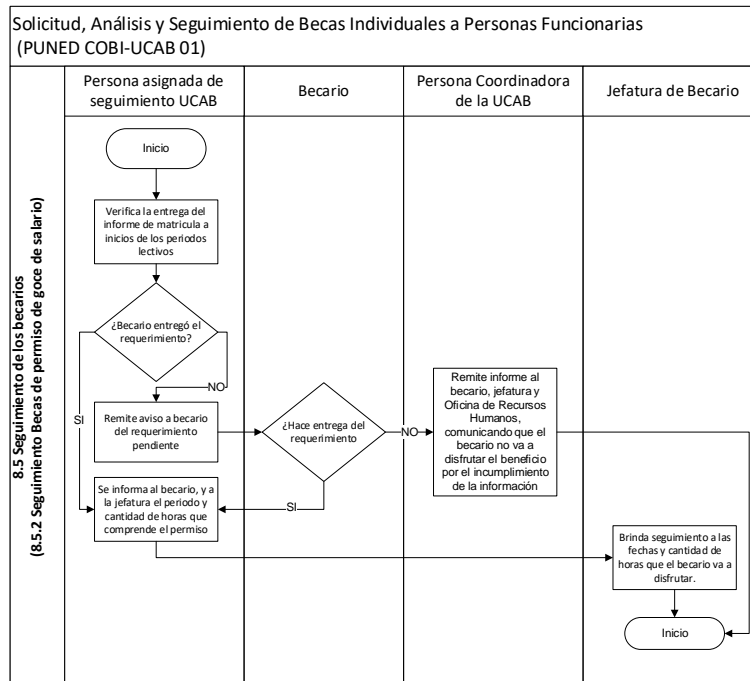 Solicitud, Análisis y Seguimiento de Becas Individuales a Personas Funcionarias
(PUNED COBI-UCAB 01)
8.5 Seguimiento de los becarios
(8.5.2 Seguimiento Becas de permiso de goce de salario)
Persona asignada de
seguimiento UCAB
Becario
Persona Coordinadora
de la UCAB
Jefatura de Becario
Inicio
Verifica la entrega del
informe de matricula a
inicios de los periodos
lectivos
¿Becario entregó el
requerimiento?
NO
SI
Remite aviso a becario
del requerimiento
pendiente
¿Hace entrega del
requerimiento
NO
Remite informe al
becario, jefatura y
Oficina de Recursos
Humanos,
comunicando que el
becario no va a
disfrutar el beneficio
por el incumplimiento
de la información
SI
Se informa al becario, y a
la jefatura el periodo y
cantidad de horas que
comprende el permiso
Brinda seguimiento a las
fechas y cantidad de
horas que el becario va a
disfrutar.
Inicio